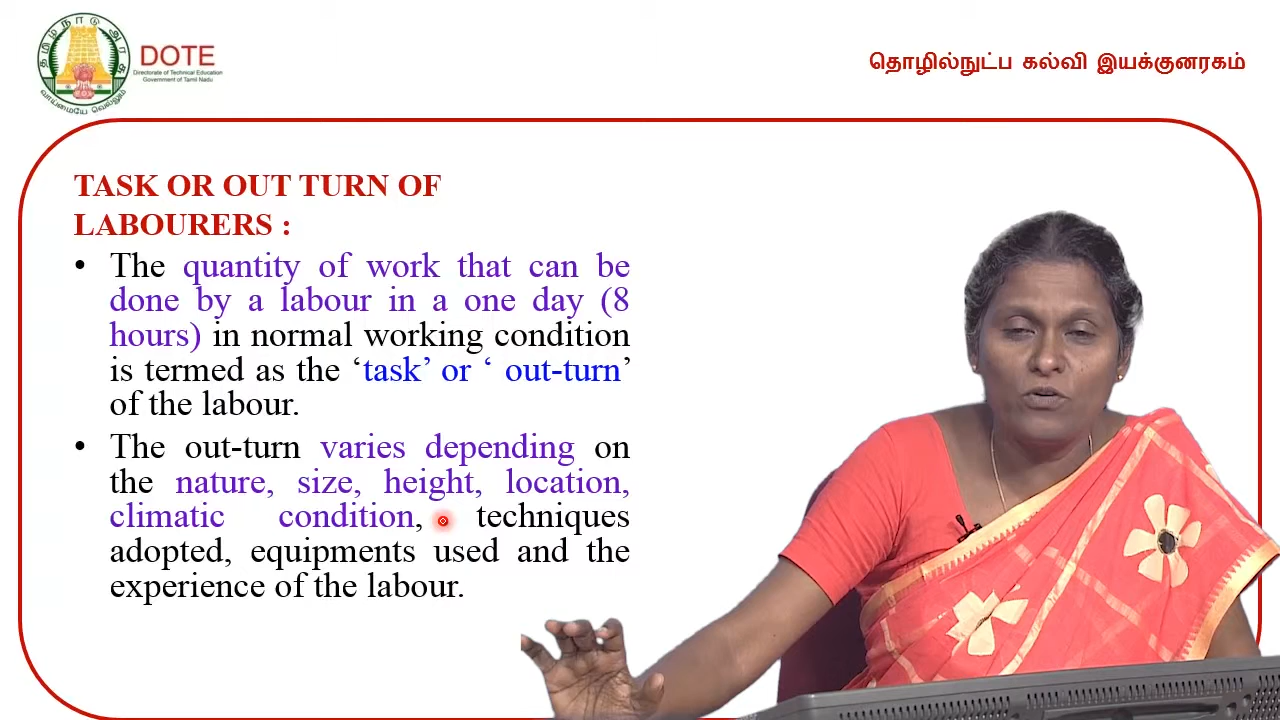 தமிழ்நாடு அரசு
வாய்மையே வெல்லும்
DOTE
Directorate of Technical Education
Government of Tamil Nadu
தொழில்நுட்ப கல்வி இயக்குனரகம்
TASK OR OUT TURN OF
LABOURERS :
• The quantity of work that can be
done by a labour in a one day (8
hours) in normal working condition
is termed as the ‘task’ or ‘ out-turn’
of the labour.
• The out-turn varies depending on
the nature, size, height, location,
climatic condition, techniques
adopted, equipments used and the
experience of the labour.